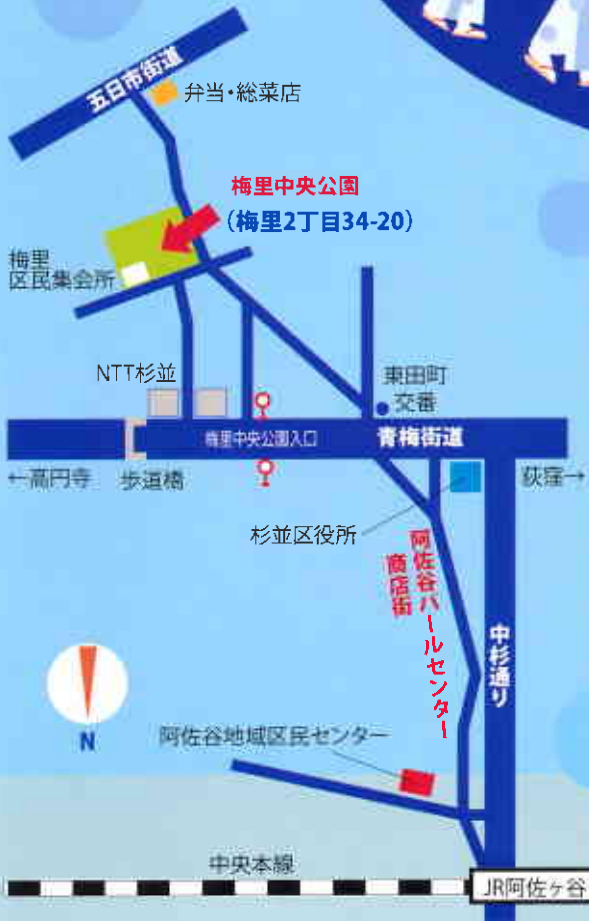 五日市街道
弁当・総菜店
梅里中央公園
(梅里2丁目34-20)
梅里
区民集会所
NTT杉並
東田町
交番
梅里中央公園入口
青梅街道
←高円寺
歩道橋
荻窪→
杉並区役所
阿佐谷パールセンター
商店街
中杉通り
N
阿佐谷地域区民センター
中央本線
JR阿佐ヶ谷